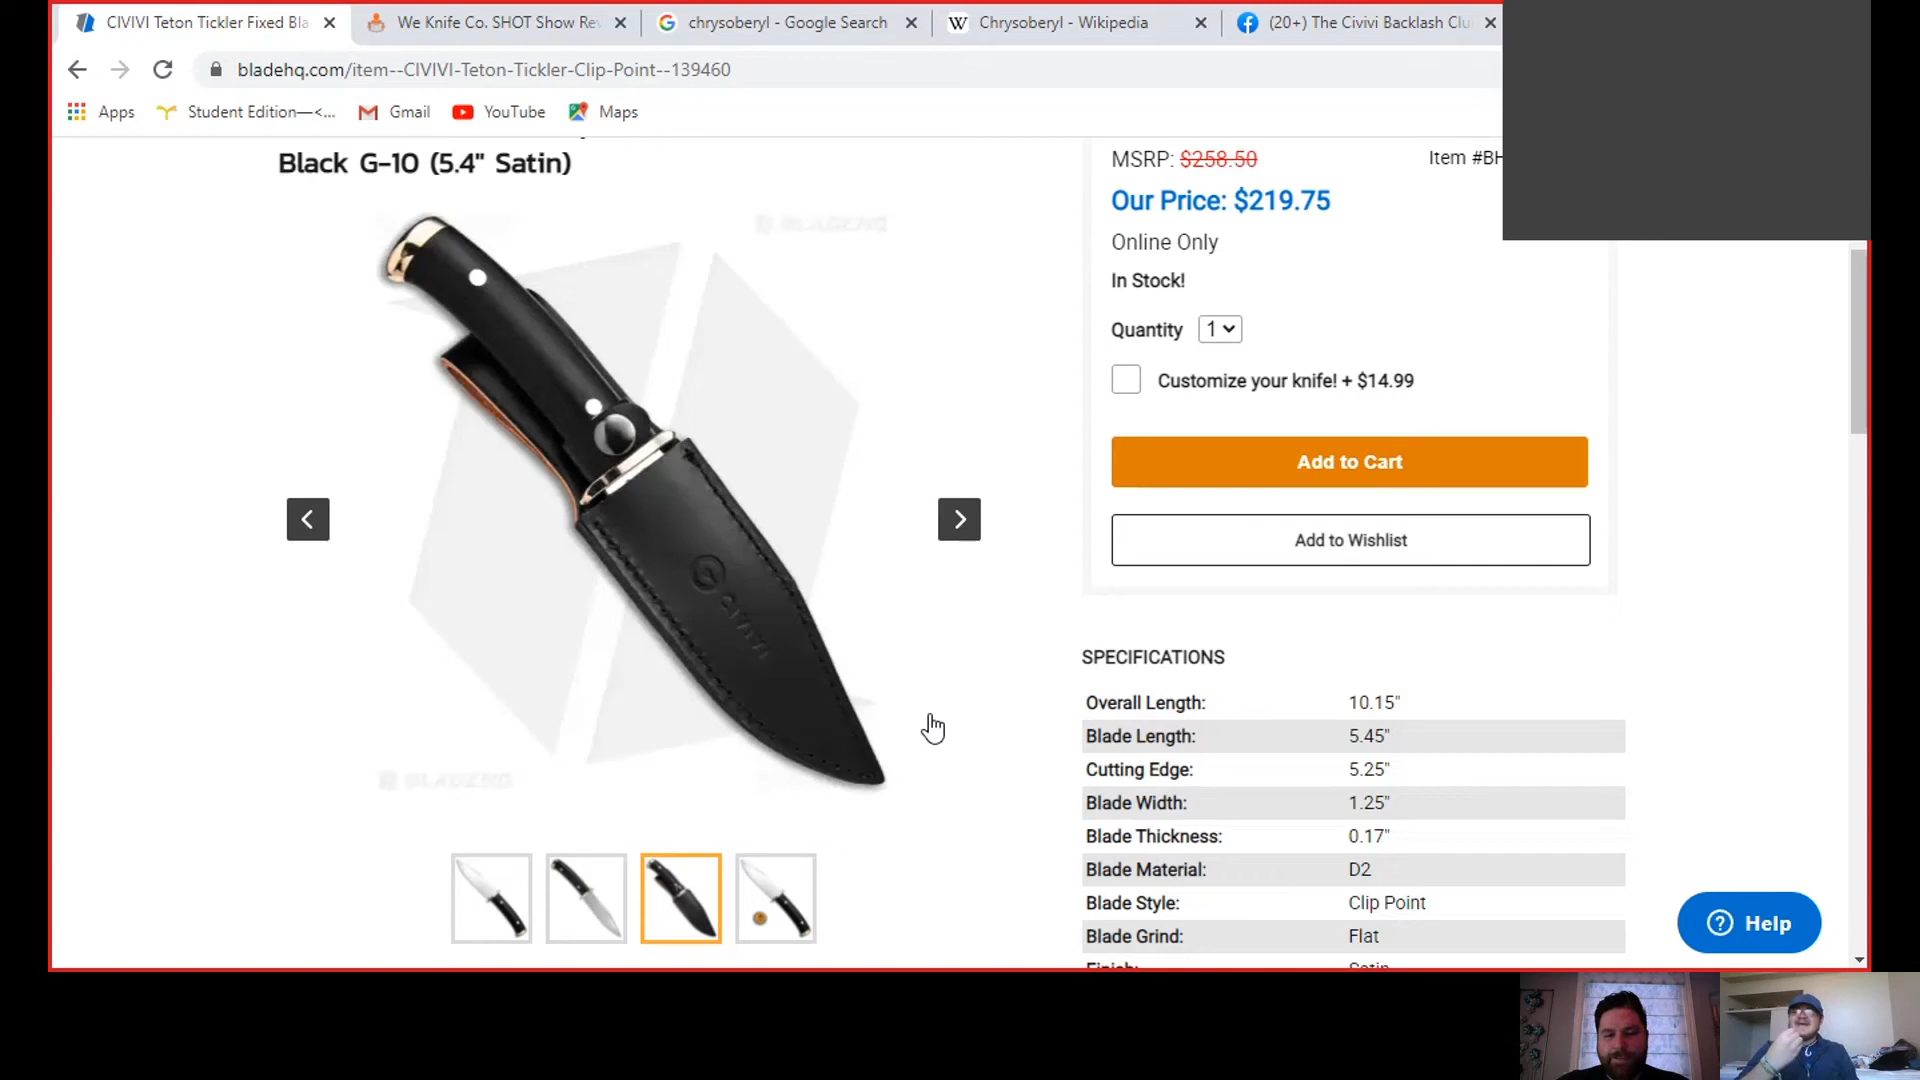 CIVIVI Teton Tickler Fixed Bla
We Knife Co. SHOT Show Re
chrysoberyl - Google Search
Chrysoberyl - Wikipedia
(20+) The Civivi Backlash Clu
bladehq.com/item--CIVIVI-Teton-Tickler-Clip-Point--139460
Apps
Student Edition—<...
Gmail
YouTube
Maps
Black G-10 (5.4" Satin)
MSRP: $258.50
Item #BH
Our Price: $219.75
Online Only
In Stock!
Quantity 1
Customize your knife! + $14.99
Add to Cart
Add to Wishlist
BLADEHQ
CIVIVI
BLADEHQ
SPECIFICATIONS
Overall Length: 10.15"
Blade Length: 5.45"
Cutting Edge: 5.25"
Blade Width: 1.25"
Blade Thickness: 0.17"
Blade Material: D2
Blade Style: Clip Point
Blade Grind: Flat
Finish: Satin
Help